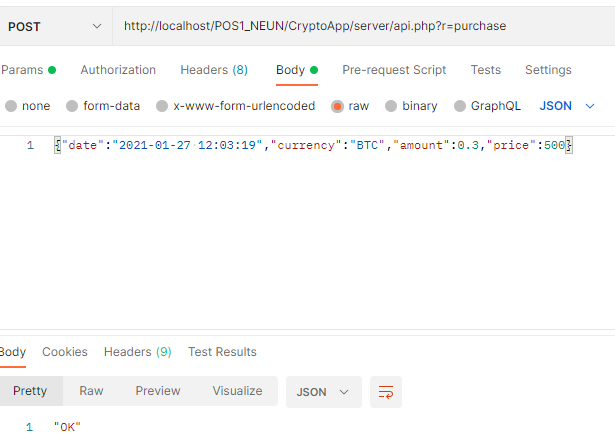 POST http://localhost/POS1_NEUN/CryptoApp/server/api.php?r=purchase
Params Authorization Headers (8) Body Pre-request Script Tests Settings
none form-data x-www-form-urlencoded raw binary GraphQL JSON
1 {"date":"2021-01-27 12:03:19","currency":"BTC","amount":0.3,"price":500}
Body Cookies Headers (9) Test Results
Pretty Raw Preview Visualize JSON
1 "OK"